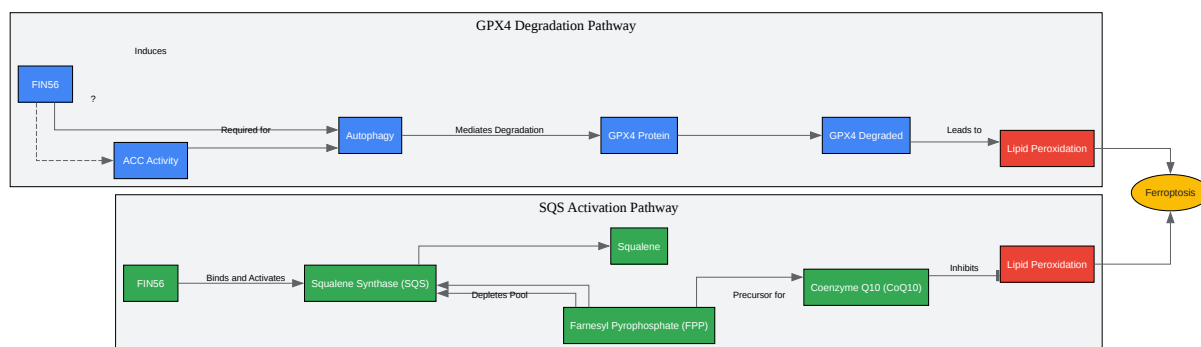 GPX4 Degradation Pathway
Induces
FIN56
?
Required for
Autophagy
Mediates Degradation
GPX4 Protein
GPX4 Degraded
Leads to
Lipid Peroxidation
ACC Activity
Ferroptosis
SQS Activation Pathway
Squalene
FIN56
Binds and Activates
Squalene Synthase (SQS)
Depletes Pool
Farnesyl Pyrophosphate (FPP)
Precursor for
Coenzyme Q10 (CoQ10)
Inhibits
Lipid Peroxidation